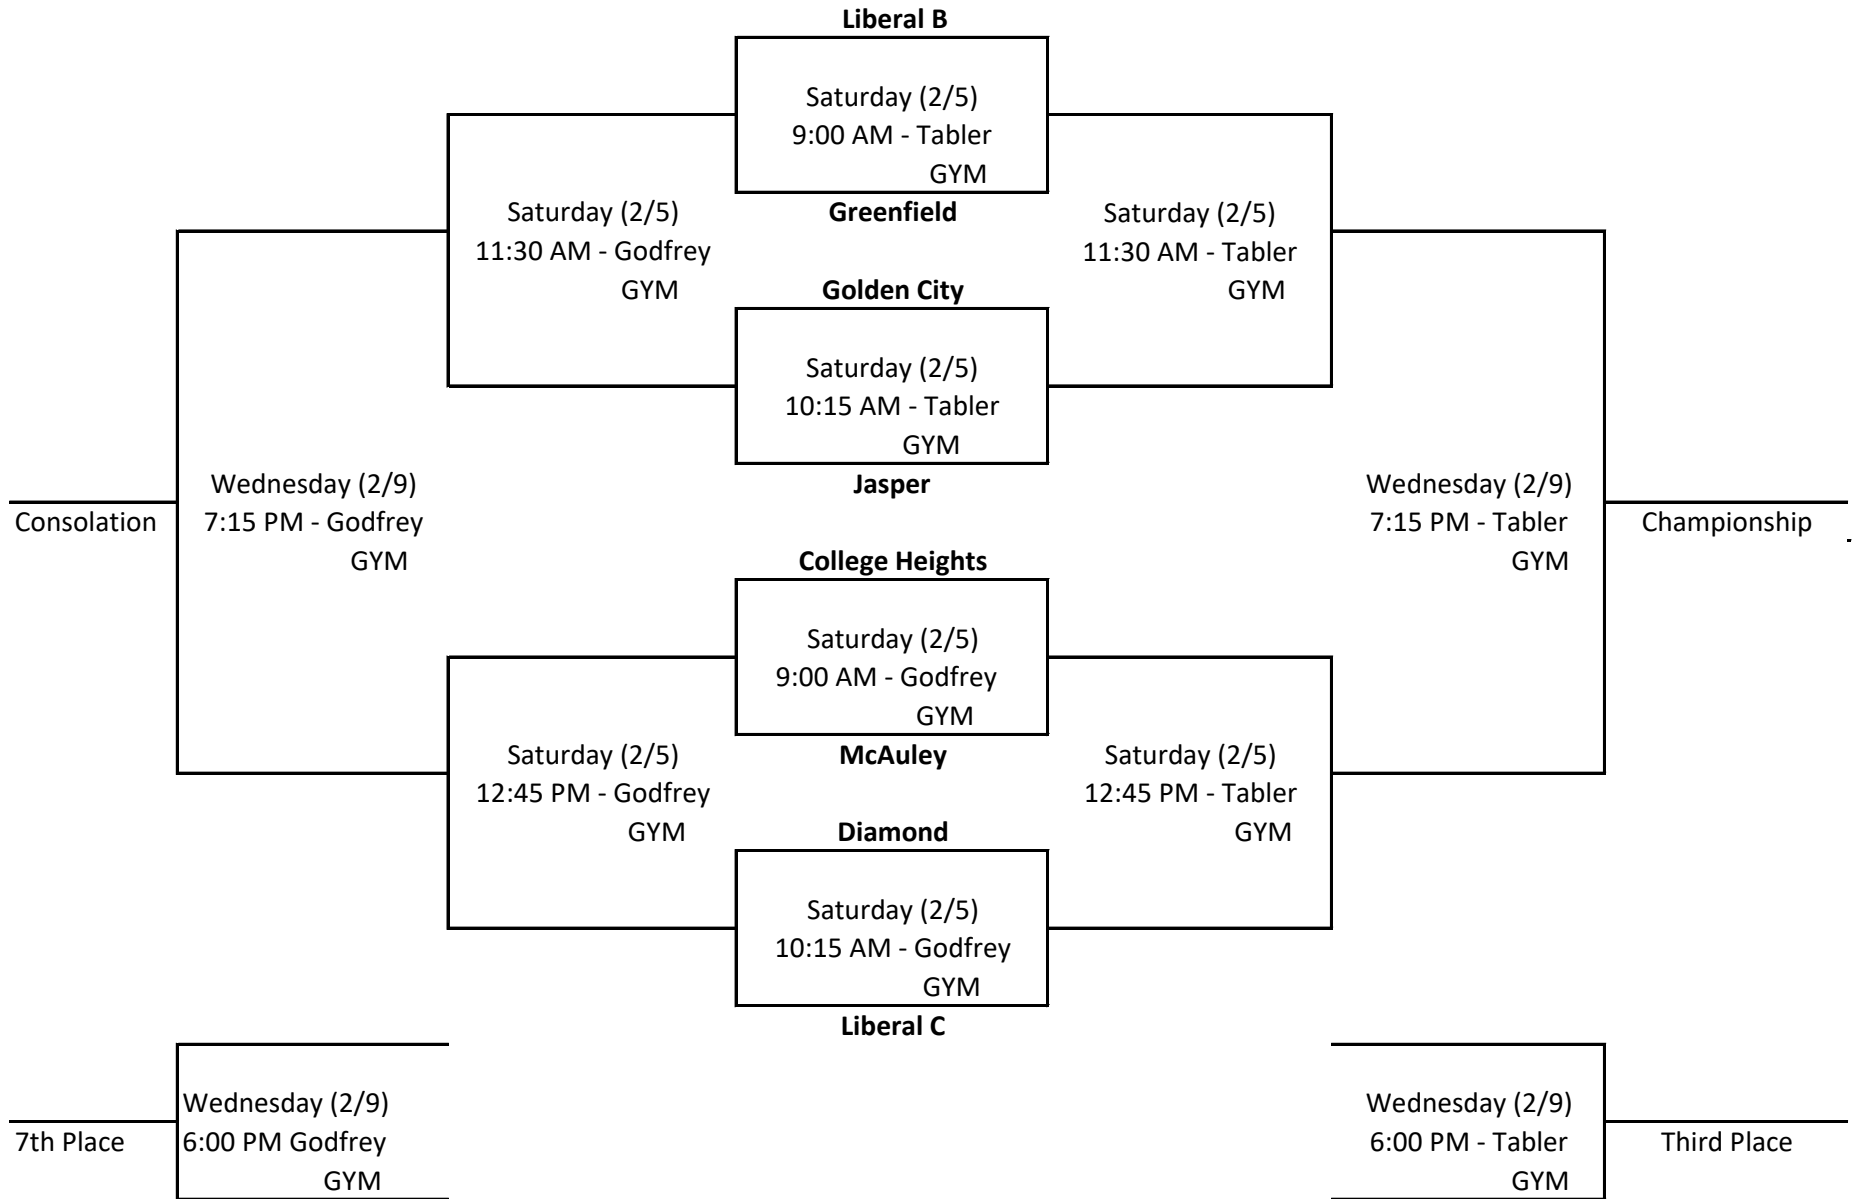 Liberal B
Saturday (2/5)
9:00 AM - Tabler
GYM
Greenfield
Saturday (2/5)
11:30 AM - Godfrey
GYM
Saturday (2/5)
11:30 AM - Tabler
GYM
Golden City
Saturday (2/5)
10:15 AM - Tabler
GYM
Jasper
Wednesday (2/9)
7:15 PM - Godfrey
GYM
Consolation
Wednesday (2/9)
7:15 PM - Tabler
GYM
Championship
College Heights
Saturday (2/5)
9:00 AM - Godfrey
GYM
McAuley
Saturday (2/5)
12:45 PM - Godfrey
GYM
Saturday (2/5)
12:45 PM - Tabler
GYM
Diamond
Saturday (2/5)
10:15 AM - Godfrey
GYM
Liberal C
Wednesday (2/9)
6:00 PM Godfrey
GYM
7th Place
Wednesday (2/9)
6:00 PM - Tabler
GYM
Third Place